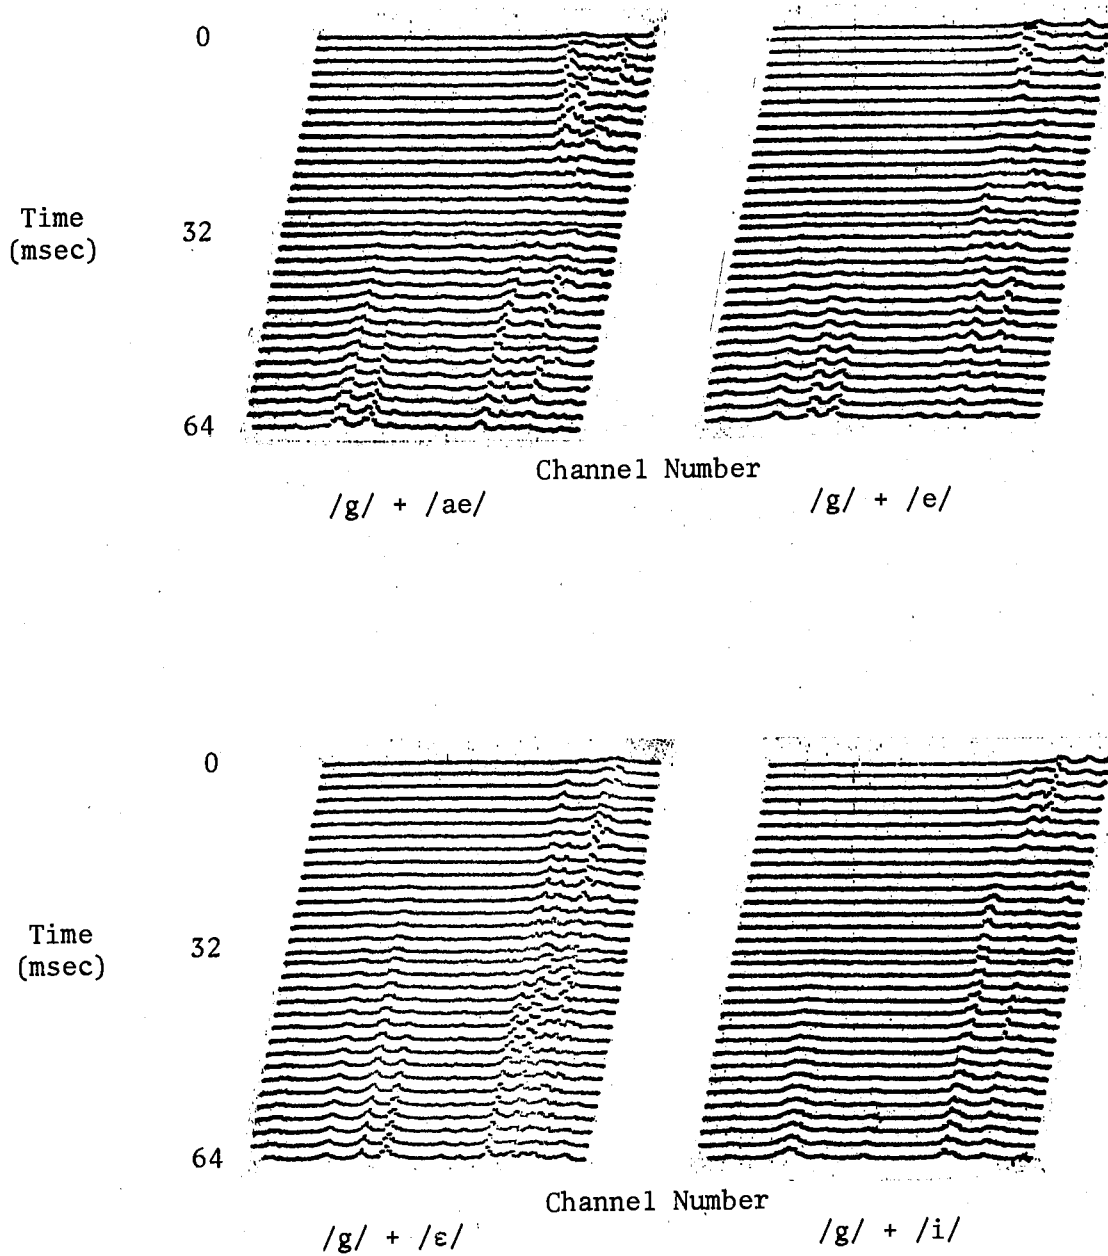 0
Time
(msec)
32
64
Channel Number
/g/ + /ae/
/g/ + /e/
0
Time
(msec)
32
64
Channel Number
/g/ + /ε/
/g/ + /i/